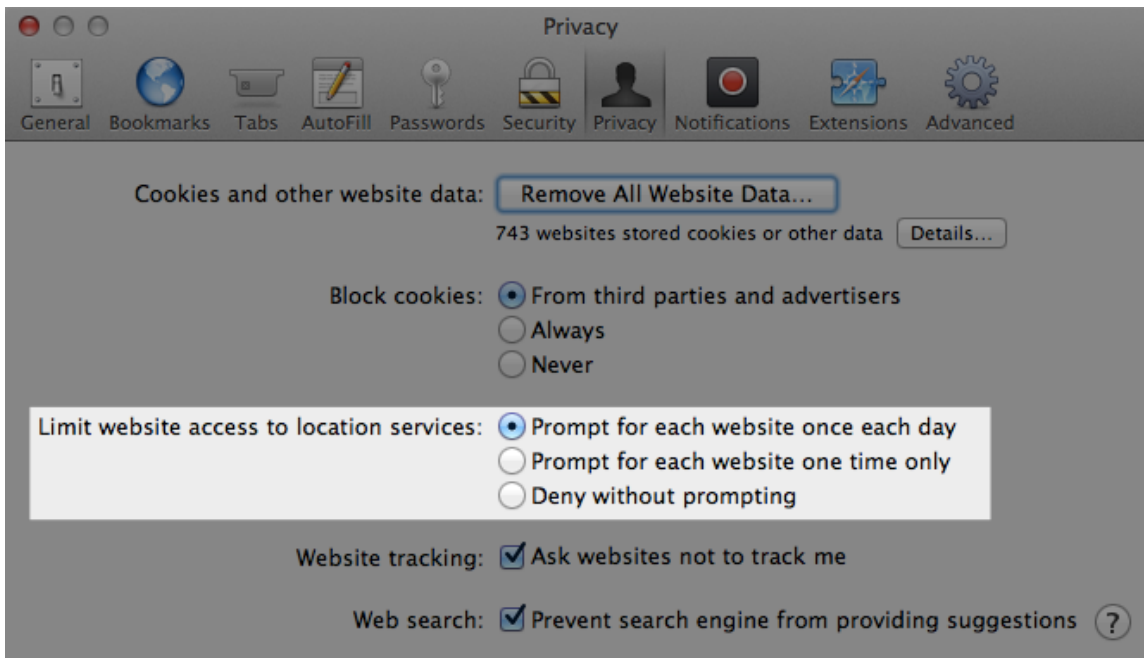 Privacy
General Bookmarks Tabs AutoFill Passwords Security Privacy Notifications Extensions Advanced
Cookies and other website data: Remove All Website Data...
743 websites stored cookies or other data Details...
Block cookies: From third parties and advertisers
Always
Never
Limit website access to location services: Prompt for each website once each day
Prompt for each website one time only
Deny without prompting
Website tracking: Ask websites not to track me
Web search: Prevent search engine from providing suggestions ?